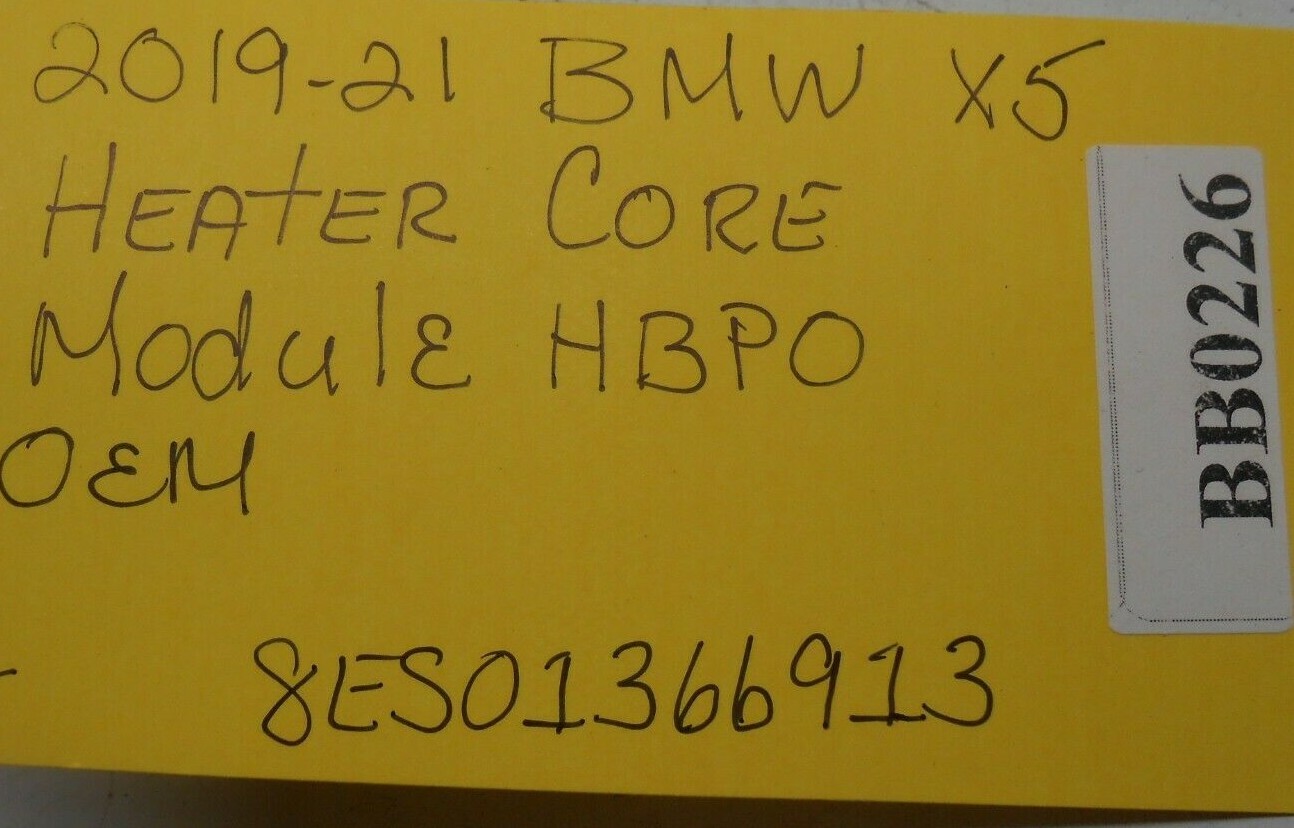 2019-21 BMW X5
HEATER CORE
ModulE HBPO
OEM
8ES01366913
BB0226